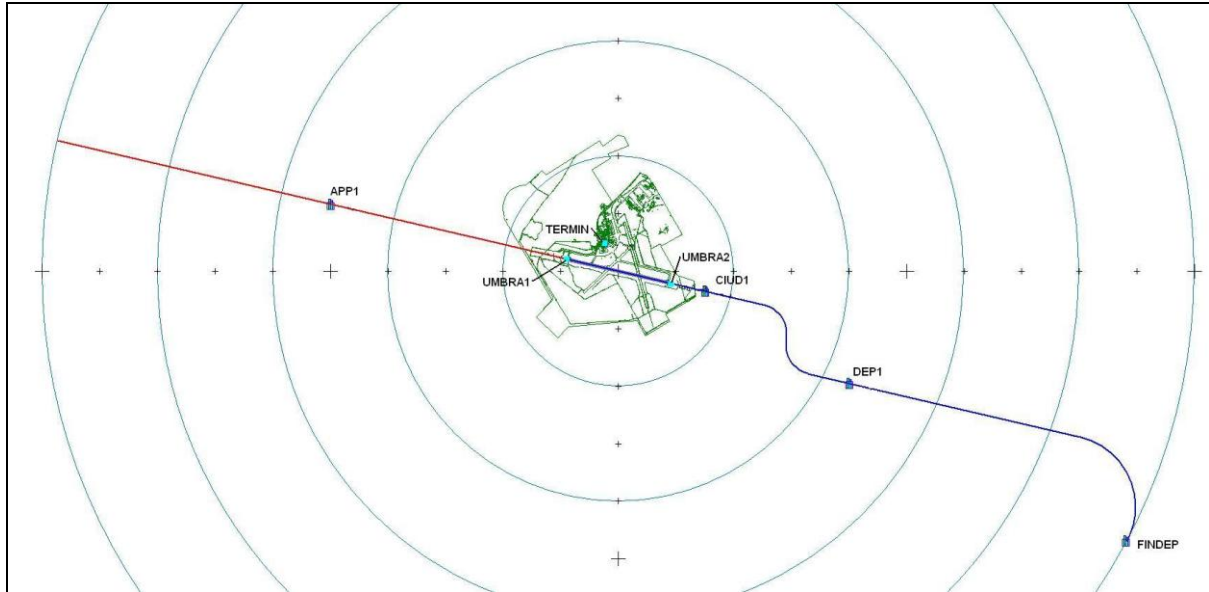 APP1
TERMIN
UMBRA1
UMBRA2
CIUD1
DEP1
FINDEP